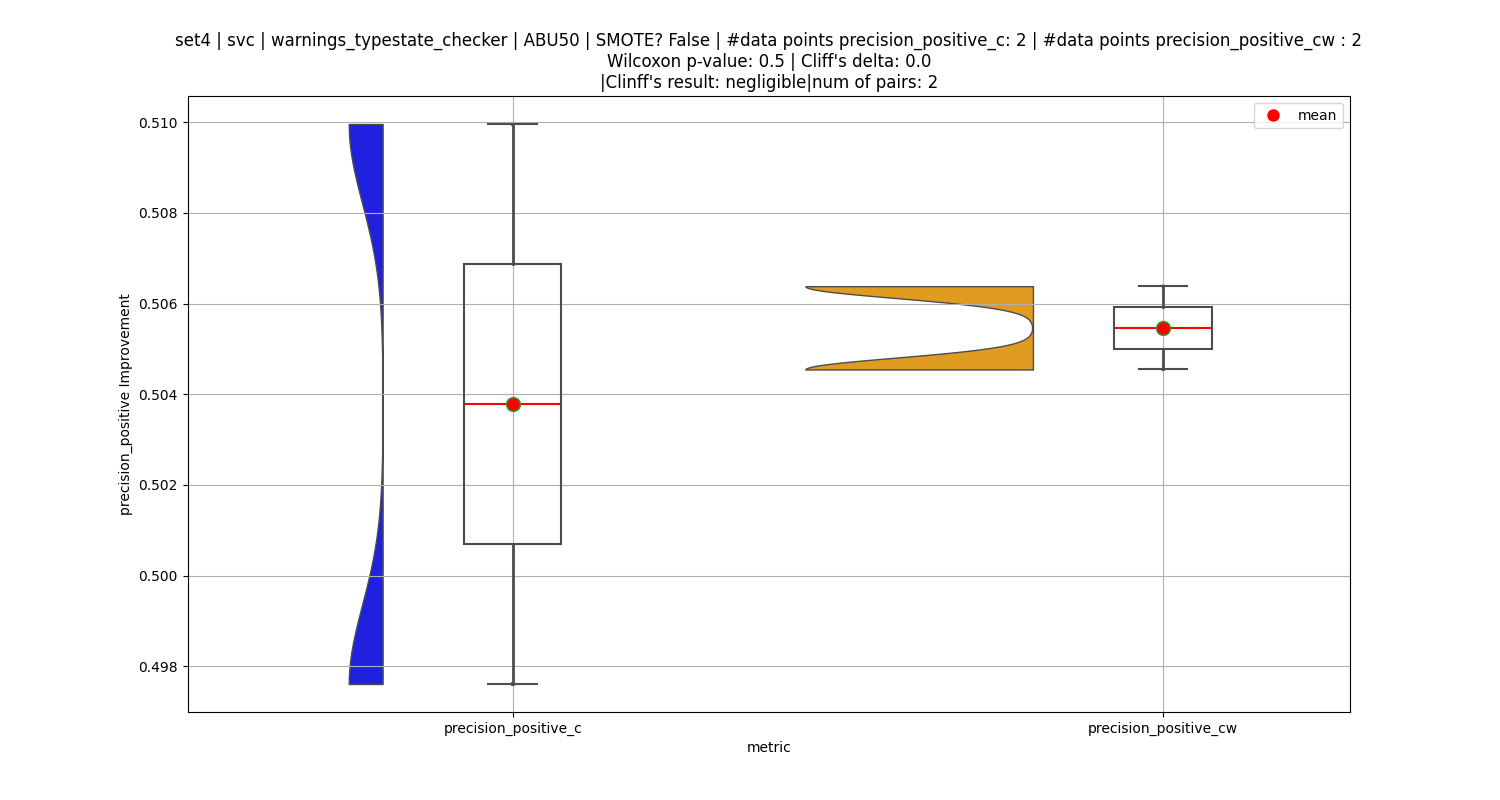 set4 | svc | warnings_typestate_checker | ABU50 | SMOTE? False | #data points precision_positive_c: 2 | #data points precision_positive_cw : 2
Wilcoxon p-value: 0.5 | Cliff's delta: 0.0
|Clinff's result: negligible|num of pairs: 2
mean
0.510
0.508
0.506
0.504
0.502
0.500
0.498
precision_positive Improvement
precision_positive_c
precision_positive_cw
metric